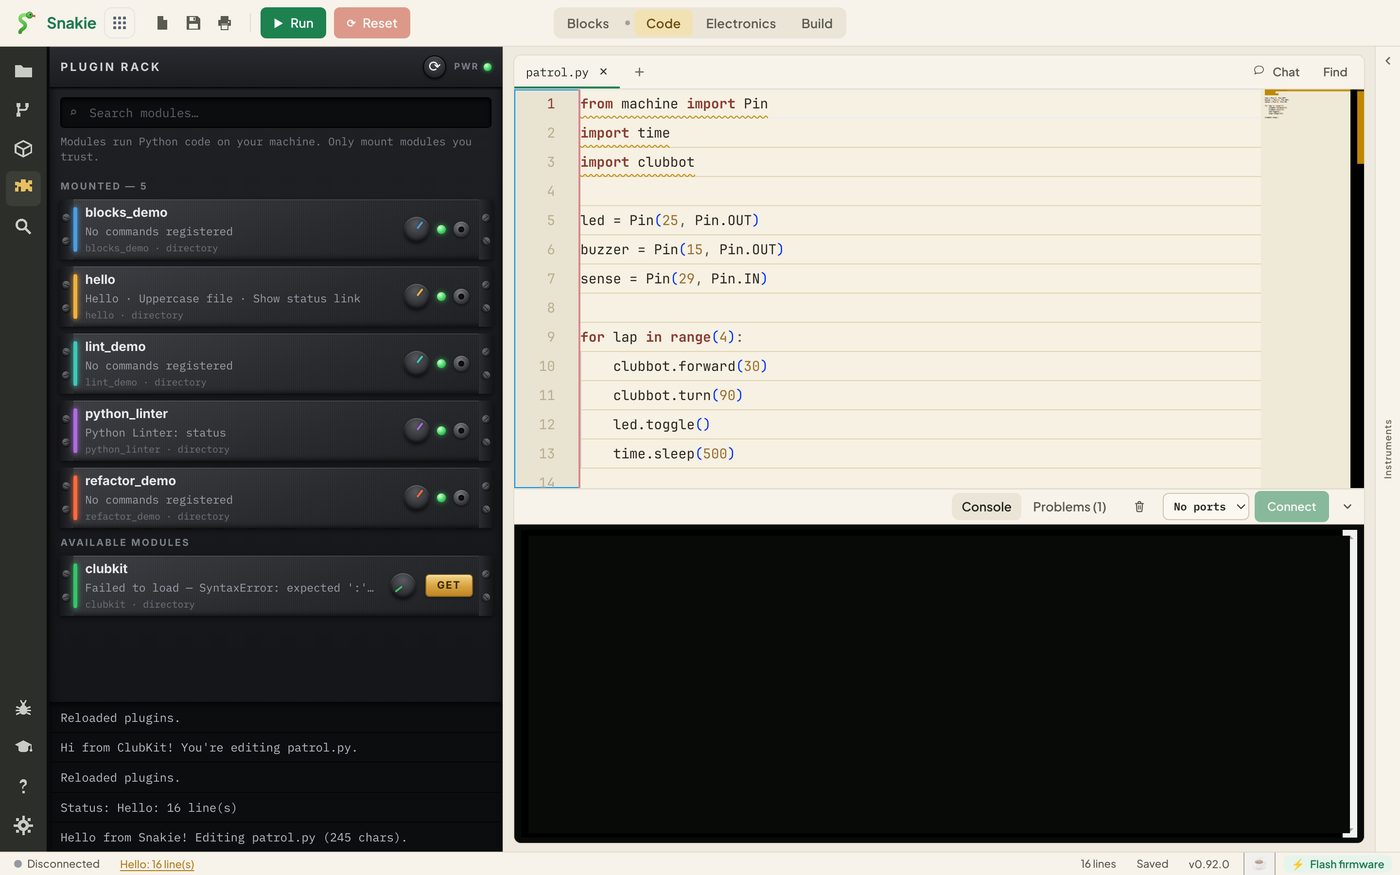 Snakie
Run
Reset
Blocks
Code
Electronics
Build
PLUGIN RACK
PWR
Search modules…
Modules run Python code on your machine. Only mount modules you
trust.
MOUNTED — 5
blocks_demo
No commands registered
blocks_demo · directory
hello
Hello · Uppercase file · Show status link
hello · directory
lint_demo
No commands registered
lint_demo · directory
python_linter
Python Linter: status
python_linter · directory
refactor_demo
No commands registered
refactor_demo · directory
AVAILABLE MODULES
clubkit
Failed to load — SyntaxError: expected ':'…
GET
clubkit · directory
Reloaded plugins.
Hi from ClubKit! You're editing patrol.py.
Reloaded plugins.
Status: Hello: 16 line(s)
Hello from Snakie! Editing patrol.py (245 chars).
patrol.py × +
Chat
Find
1 from machine import Pin
2 import time
3 import clubbot
4
5 led = Pin(25, Pin.OUT)
6 buzzer = Pin(15, Pin.OUT)
7 sense = Pin(29, Pin.IN)
8
9 for lap in range(4):
10     clubbot.forward(30)
11     clubbot.turn(90)
12     led.toggle()
13     time.sleep(500)
14
Instruments
Console
Problems (1)
No ports
Connect
Disconnected
Hello: 16 line(s)
16 lines
Saved
v0.92.0
Flash firmware